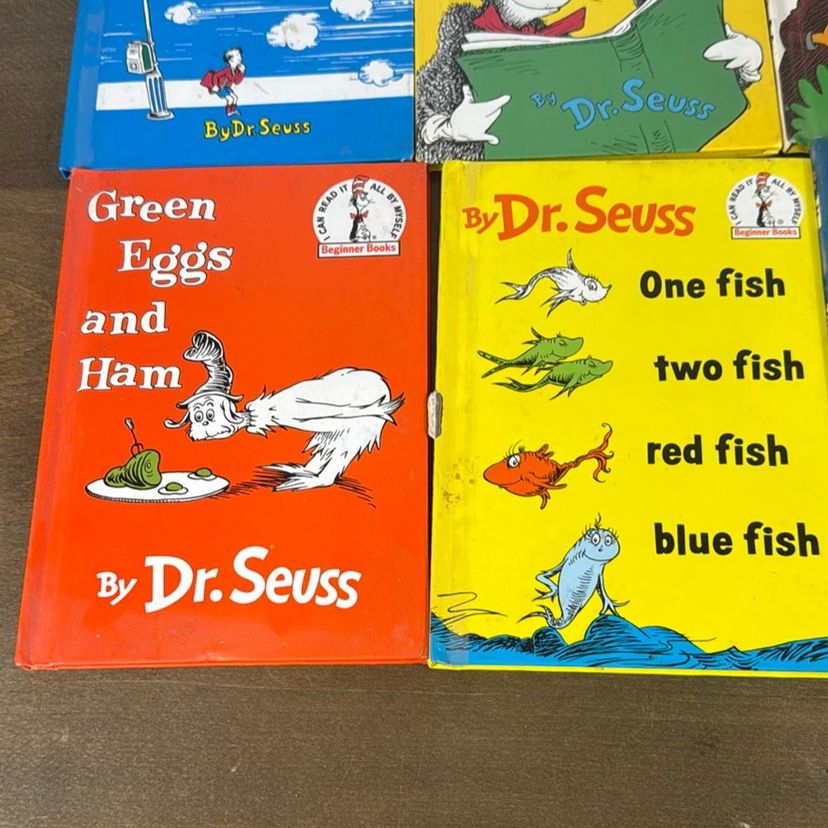 By Dr. Seuss
By Dr. Seuss
Green
Eggs
and
Ham
I CAN READ IT ALL BY MYSELF
Beginner Books
By Dr. Seuss
By Dr. Seuss
I CAN READ IT ALL BY MYSELF
Beginner Books
One fish
two fish
red fish
blue fish